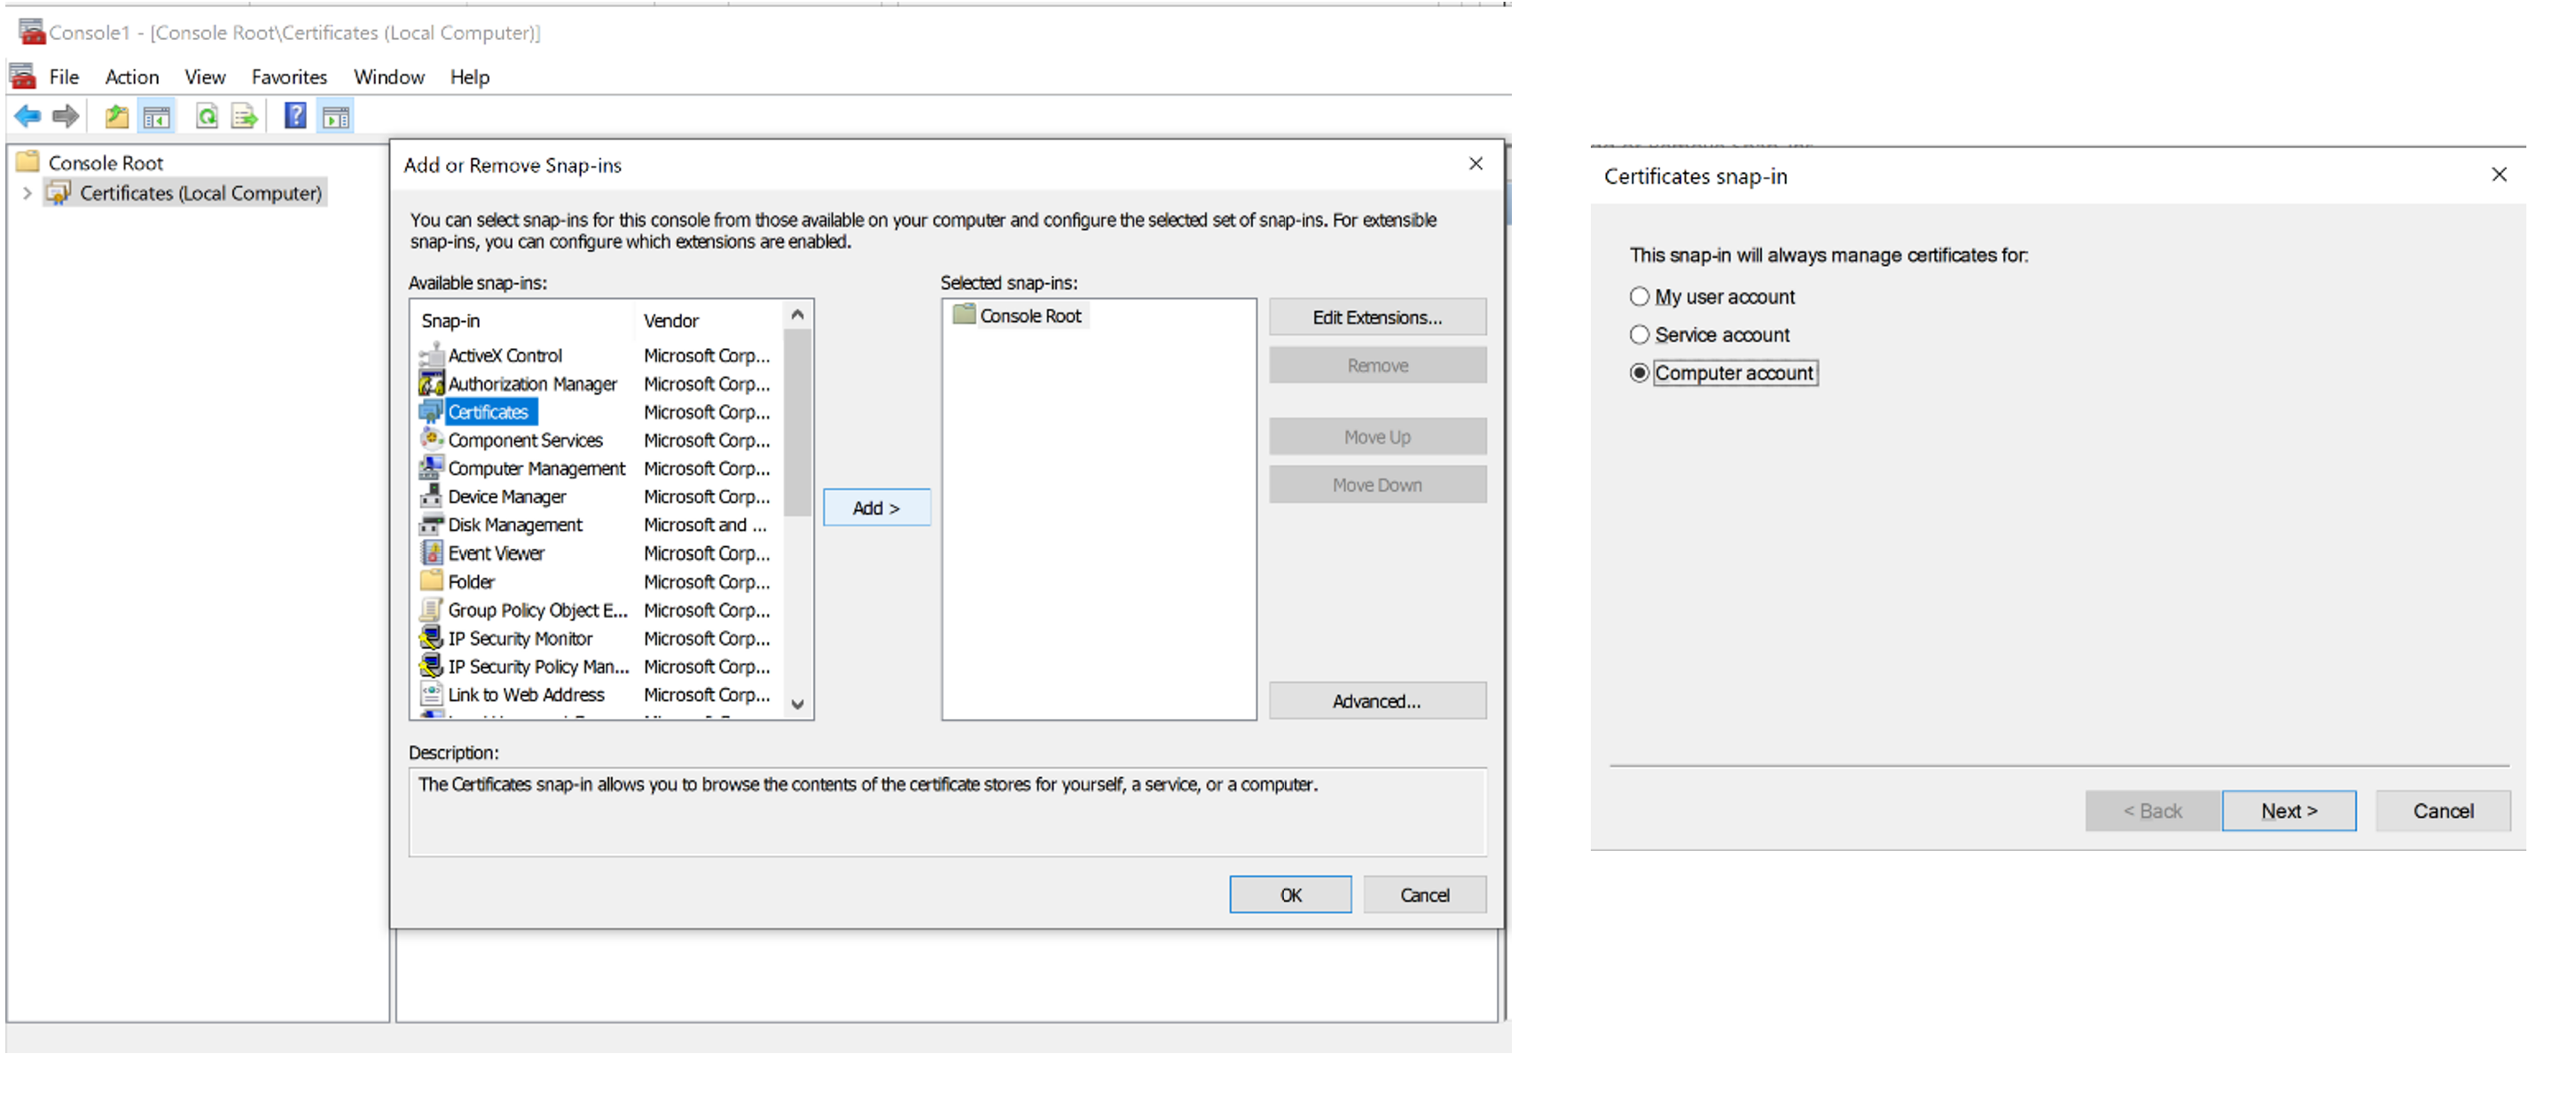 Console1 - [Console Root\Certificates (Local Computer)]
File Action View Favorites Window Help
Console Root
Certificates (Local Computer)
Add or Remove Snap-ins
You can select snap-ins for this console from those available on your computer and configure the selected set of snap-ins. For extensible
snap-ins, you can configure which extensions are enabled.
Available snap-ins:
Snap-in Vendor
ActiveX Control Microsoft Corp...
Authorization Manager Microsoft Corp...
Certificates Microsoft Corp...
Component Services Microsoft Corp...
Computer Management Microsoft Corp...
Device Manager Microsoft Corp...
Disk Management Microsoft and ...
Event Viewer Microsoft Corp...
Folder Microsoft Corp...
Group Policy Object E... Microsoft Corp...
IP Security Monitor Microsoft Corp...
IP Security Policy Man... Microsoft Corp...
Link to Web Address Microsoft Corp...
Add >
Selected snap-ins:
Console Root
Edit Extensions...
Remove
Move Up
Move Down
Advanced...
Description:
The Certificates snap-in allows you to browse the contents of the certificate stores for yourself, a service, or a computer.
OK
Cancel
Certificates snap-in
This snap-in will always manage certificates for:
My user account
Service account
Computer account
< Back
Next >
Cancel